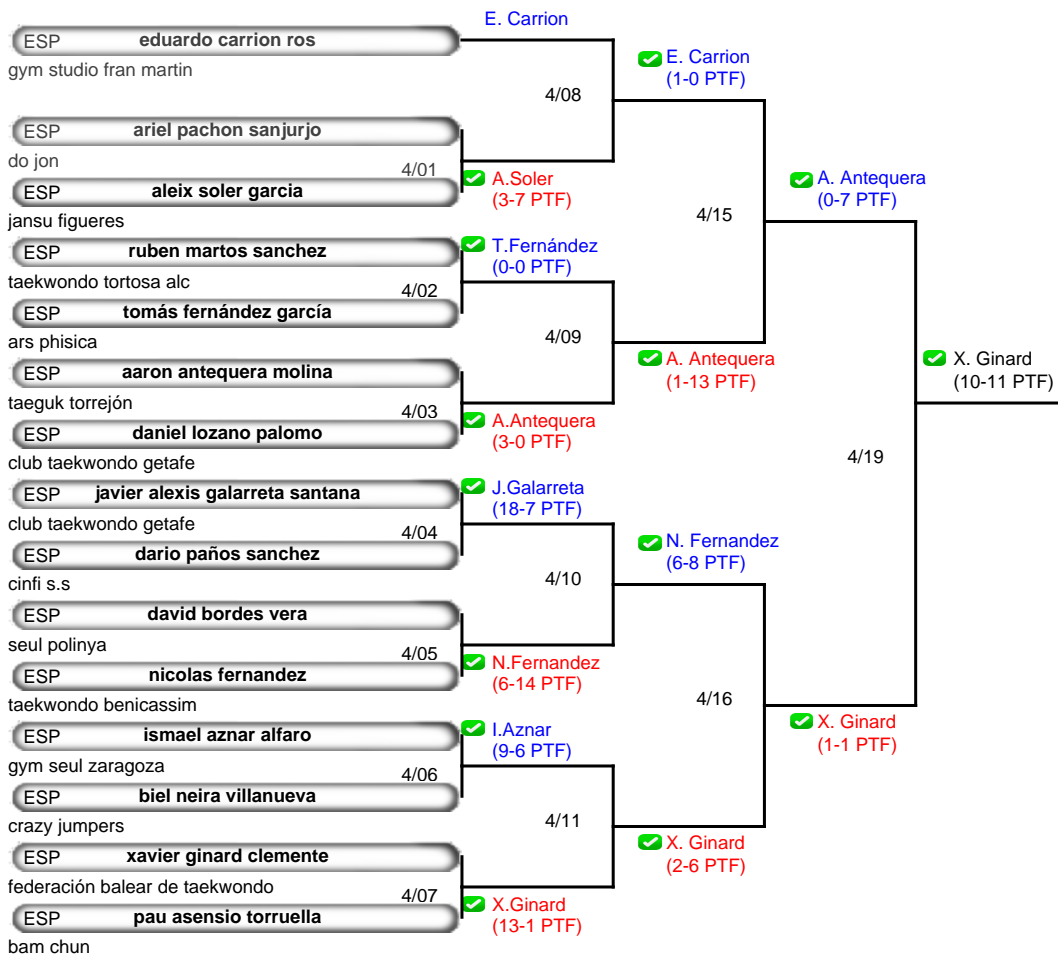 E. Carrion
ESP eduardo carrion ros
gym studio fran martin
E. Carrion
(1-0 PTF)
4/08
ESP ariel pachon sanjurjo
do jon
4/01
A.Soler
(3-7 PTF)
ESP aleix soler garcia
jansu figueres
A. Antequera
(0-7 PTF)
4/15
ESP ruben martos sanchez
taekwondo tortosa alc
T.Fernández
(0-0 PTF)
4/02
ESP tomás fernández garcía
ars phisica
4/09
A. Antequera
(1-13 PTF)
ESP aaron antequera molina
taeguk torrejón
4/03
A.Antequera
(3-0 PTF)
ESP daniel lozano palomo
club taekwondo getafe
X. Ginard
(10-11 PTF)
4/19
ESP javier alexis galarreta santana
club taekwondo getafe
J.Galarreta
(18-7 PTF)
4/04
ESP dario paños sanchez
cinfi s.s
N. Fernandez
(6-8 PTF)
4/10
ESP david bordes vera
seul polinya
4/05
N.Fernandez
(6-14 PTF)
ESP nicolas fernandez
taekwondo benicassim
4/16
X. Ginard
(1-1 PTF)
ESP ismael aznar alfaro
gym seul zaragoza
I.Aznar
(9-6 PTF)
4/06
ESP biel neira villanueva
crazy jumpers
4/11
X. Ginard
(2-6 PTF)
ESP xavier ginard clemente
federación balear de taekwondo
4/07
X.Ginard
(13-1 PTF)
ESP pau asensio torruella
bam chun